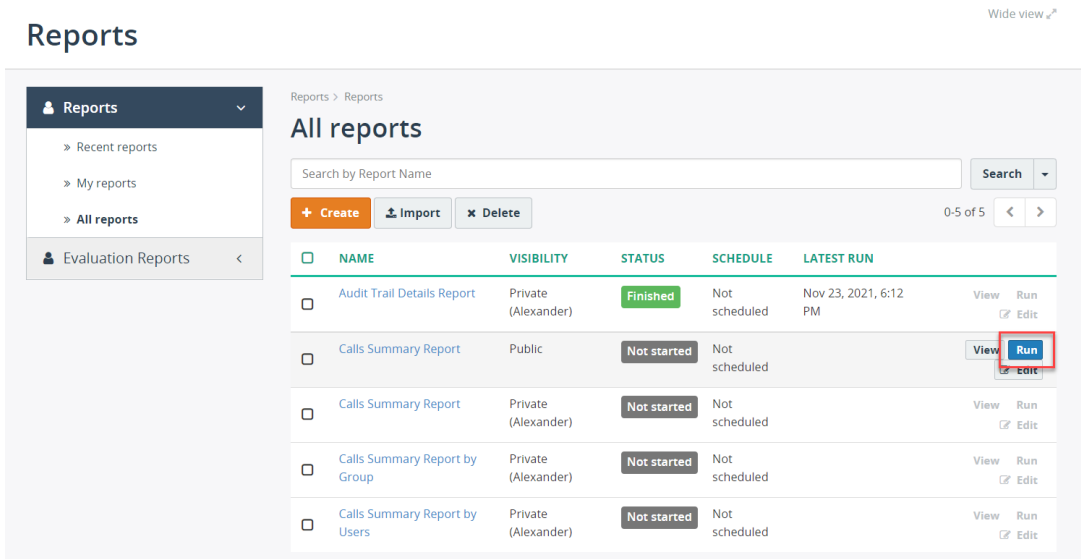 Wide view
Reports
Reports
Recent reports
My reports
All reports
Evaluation Reports
Reports > Reports
All reports
Search by Report Name
Search
+ Create
Import
x Delete
0-5 of 5
NAME VISIBILITY STATUS SCHEDULE LATEST RUN
Audit Trail Details Report Private Finished Not Nov 23, 2021, 6:12 View Run
(Alexander) scheduled PM Edit
Calls Summary Report Public Not started Not View Run
scheduled Edit
Calls Summary Report Private Not started Not View Run
(Alexander) scheduled Edit
Calls Summary Report by Private Not started Not View Run
Group (Alexander) scheduled Edit
Calls Summary Report by Private Not started Not View Run
Users (Alexander) scheduled Edit